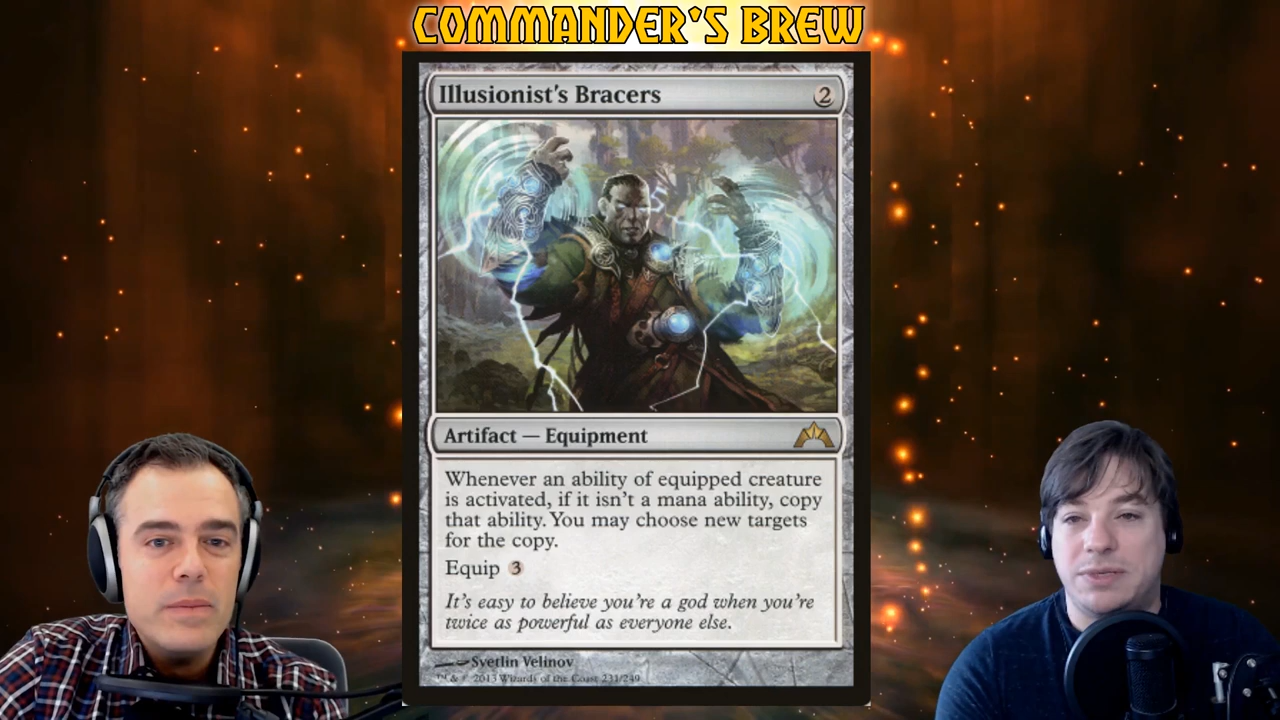 COMMANDER'S BREW
Illusionist's Bracers 2
Artifact — Equipment
Whenever an ability of equipped creature
is activated, if it isn't a mana ability, copy
that ability. You may choose new targets
for the copy.
Equip 3
It's easy to believe you're a god when you're
twice as powerful as everyone else.
Svetlin Velinov
™ & © 2013 Wizards of the Coast 231/249